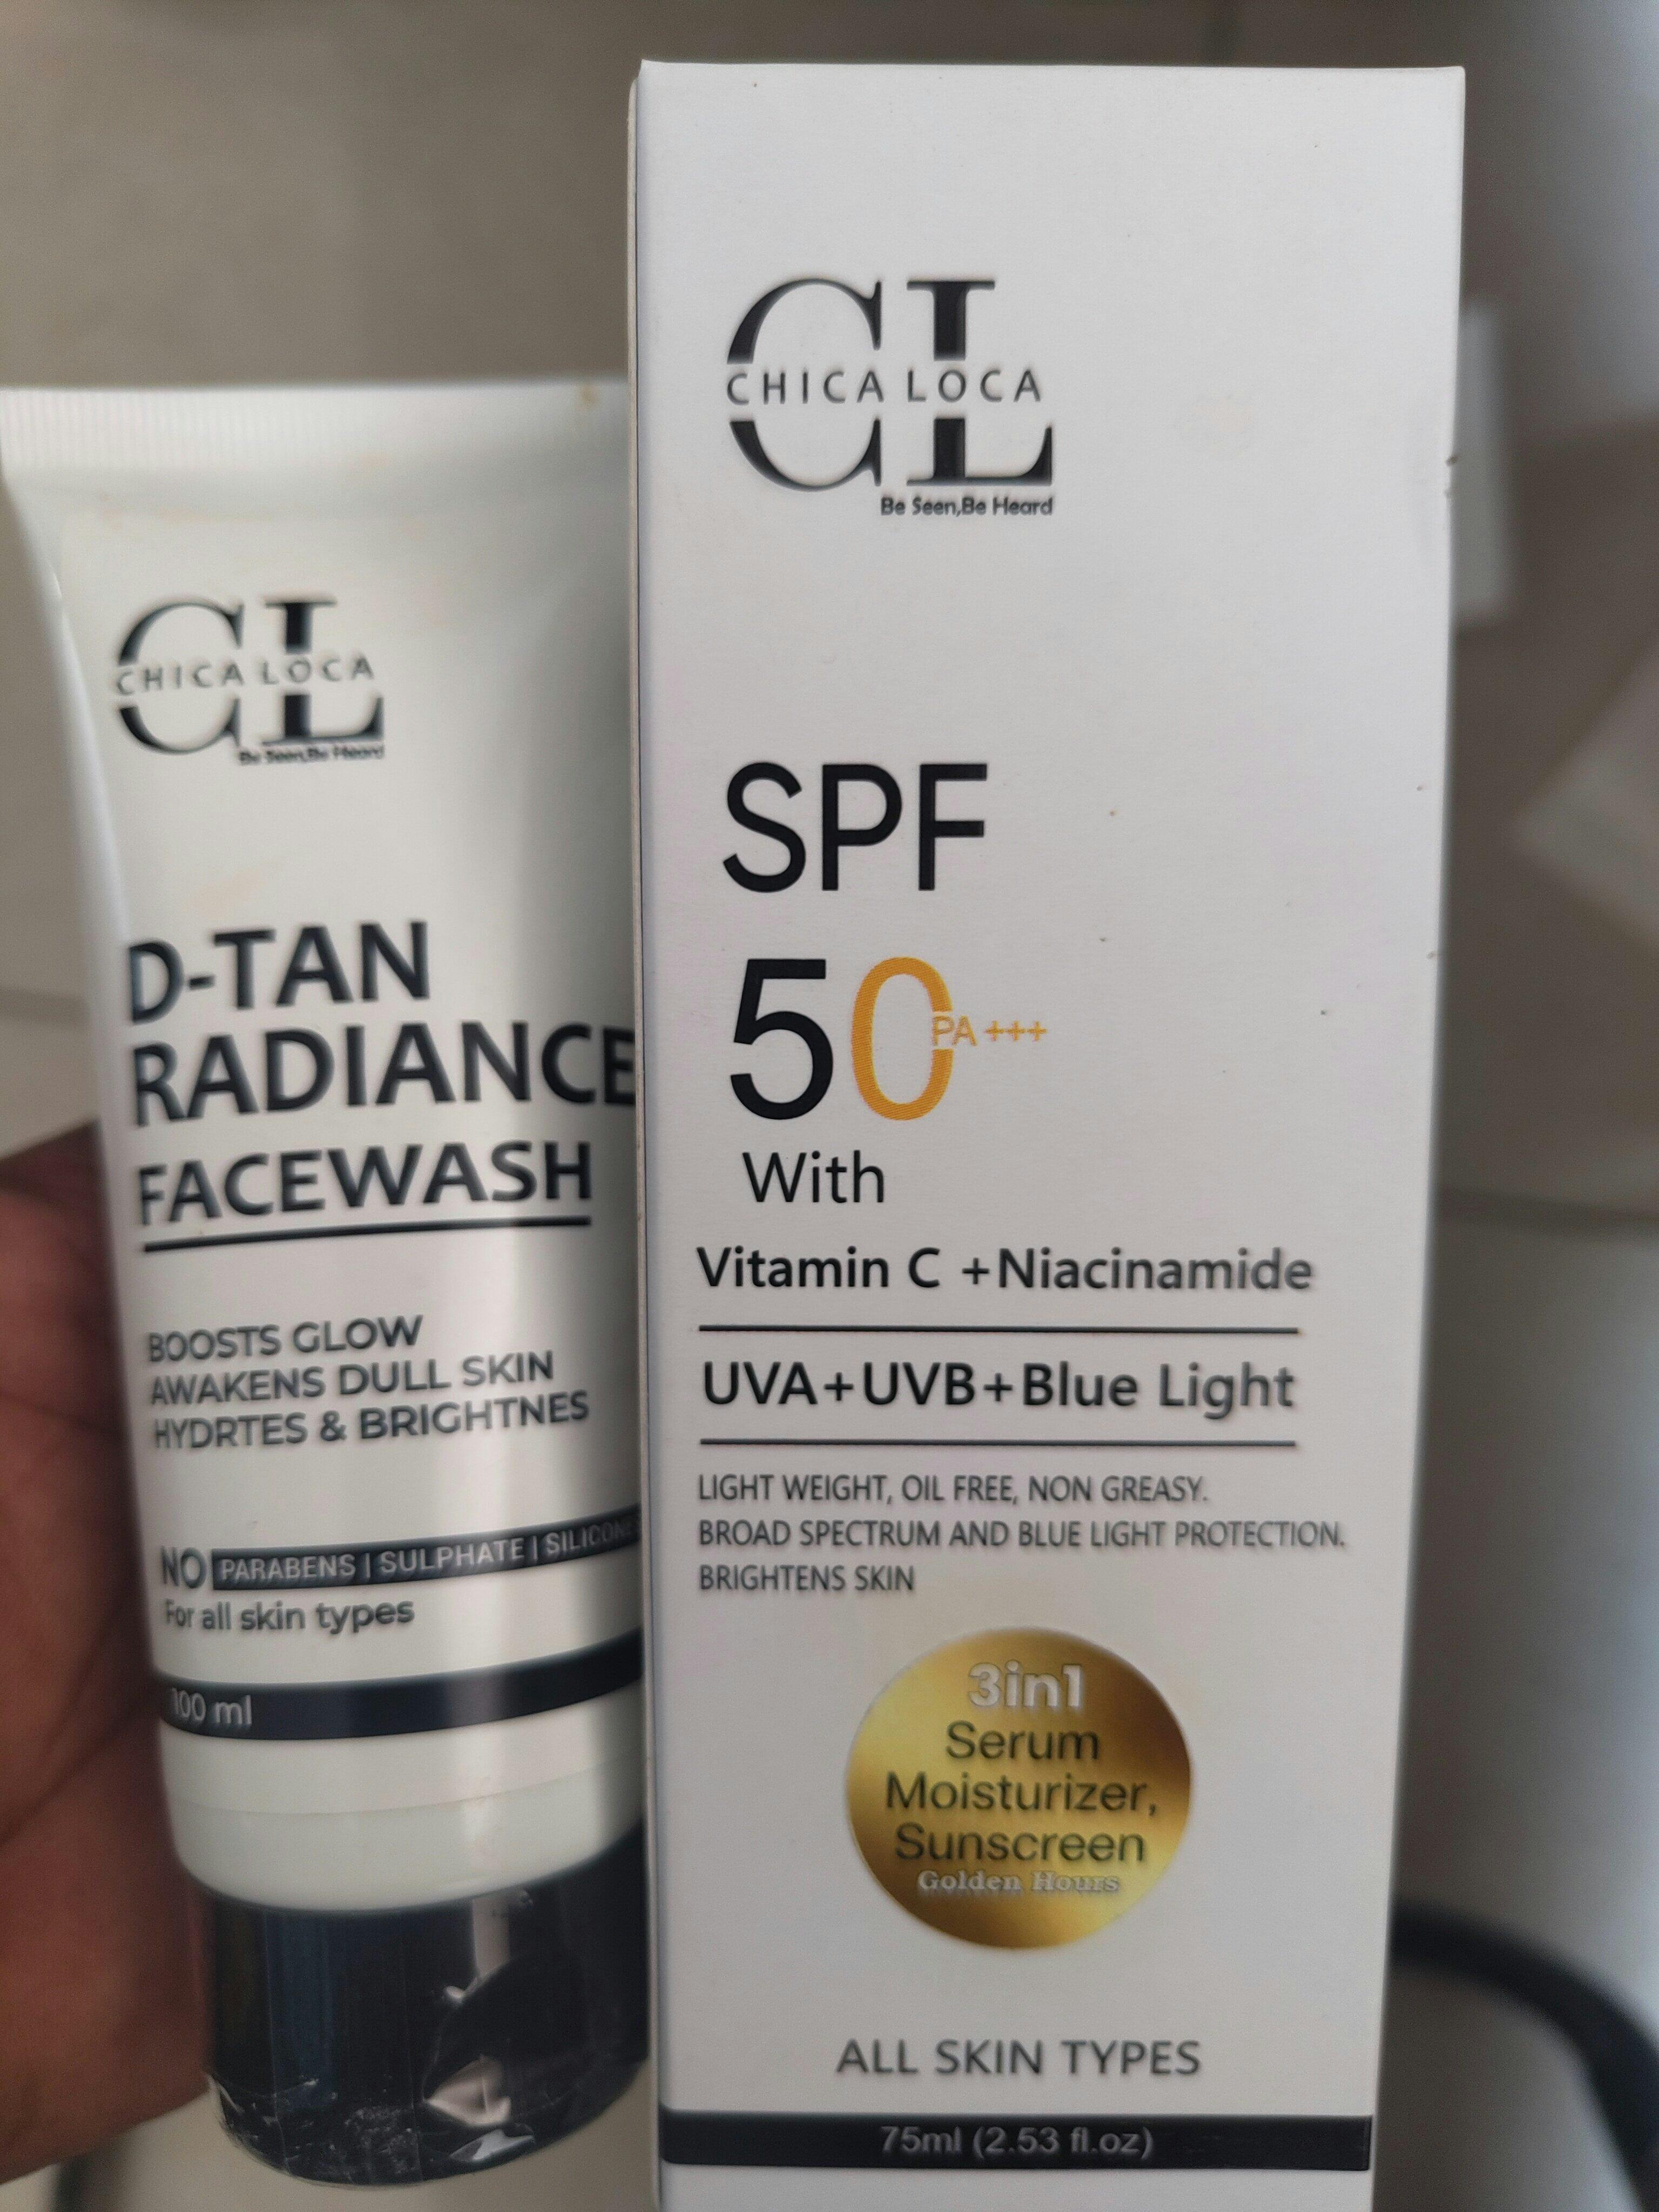 CL
CHICA LOCA
Be Seen,Be Heard
D-TAN
RADIANCE
FACEWASH
BOOSTS GLOW
AWAKENS DULL SKIN
HYDRTES & BRIGHTNES
NO PARABENS | SULPHATE | SILICONES
For all skin types
100 ml
CL
CHICA LOCA
Be Seen,Be Heard
SPF
50 PA +++
With
Vitamin C +Niacinamide
UVA+UVB+Blue Light
LIGHT WEIGHT, OIL FREE, NON GREASY.
BROAD SPECTRUM AND BLUE LIGHT PROTECTION.
BRIGHTENS SKIN
3in1
Serum
Moisturizer,
Sunscreen
Golden Hours
ALL SKIN TYPES
75ml (2.53 fl.oz)